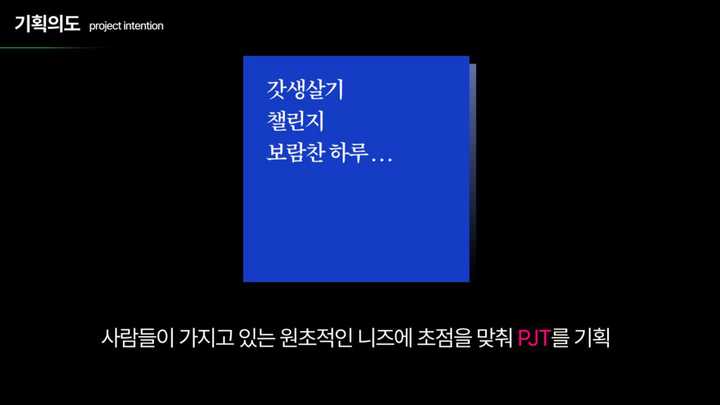 기획의도 project intention
갓생살기
챌린지
보람찬 하루...
사람들이 가지고 있는 원초적인 니즈에 초점을 맞춰 PJT를 기획